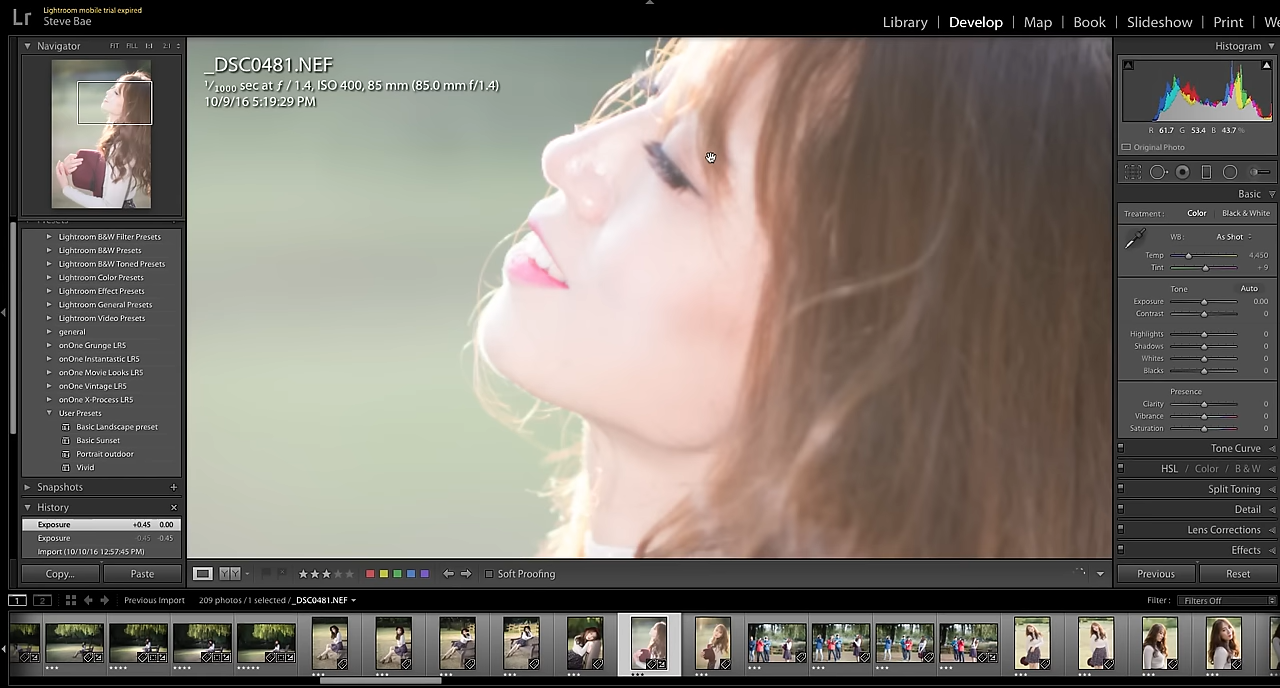 Lr
Lightroom mobile trial expired
Steve Bae
Library | Develop | Map | Book | Slideshow | Print | We
Navigator FIT FILL 1:1 2:1
Presets
Lightroom B&W Filter Presets
Lightroom B&W Presets
Lightroom B&W Toned Presets
Lightroom Color Presets
Lightroom Effect Presets
Lightroom General Presets
Lightroom Video Presets
general
onOne Grunge LR5
onOne Instantastic LR5
onOne Movie Looks LR5
onOne Vintage LR5
onOne X-Process LR5
User Presets
Basic Landscape preset
Basic Sunset
Portrait outdoor
Vivid
Snapshots +
History ×
Exposure +0.45 0.00
Exposure -0.45 -0.45
Import (10/10/16 12:57:45 PM)
Copy... Paste
_DSC0481.NEF
1/1000 sec at ƒ / 1.4, ISO 400, 85 mm (85.0 mm f/1.4)
10/9/16 5:19:29 PM
Soft Proofing
Histogram
R 61.7 G 53.4 B 43.7 %
Original Photo
Basic
Treatment : Color Black & White
WB : As Shot
Temp 4,450
Tint + 9
Tone Auto
Exposure 0.00
Contrast 0
Highlights 0
Shadows 0
Whites 0
Blacks 0
Presence
Clarity 0
Vibrance 0
Saturation 0
Tone Curve
HSL / Color / B & W
Split Toning
Detail
Lens Corrections
Effects
Previous Reset
1 2 Previous Import 209 photos / 1 selected / _DSC0481.NEF Filter : Filters Off